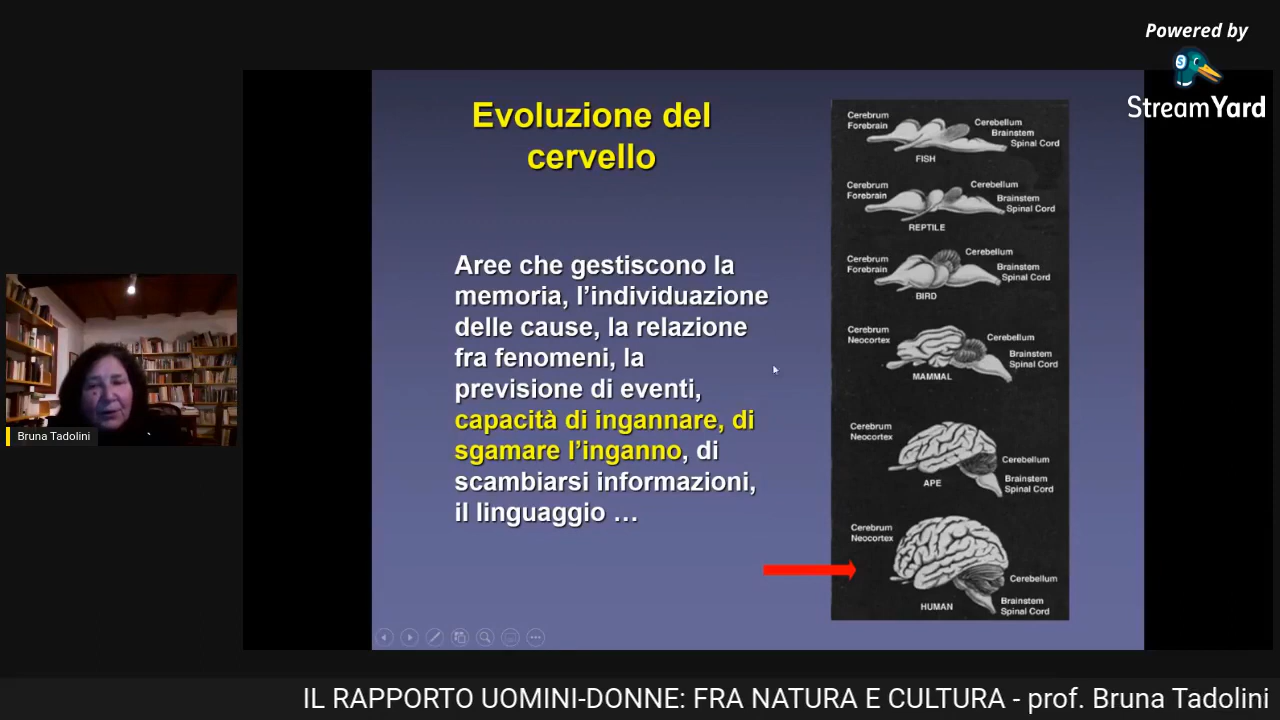 Powered by
StreamYard
Evoluzione del
cervello
Aree che gestiscono la
memoria, l’individuazione
delle cause, la relazione
fra fenomeni, la
previsione di eventi,
capacità di ingannare, di
sgamare l’inganno, di
scambiarsi informazioni,
il linguaggio …
Cerebrum
Forebrain
Cerebellum
Brainstem
Spinal Cord
FISH
Cerebrum
Forebrain
Cerebellum
Brainstem
Spinal Cord
REPTILE
Cerebrum
Forebrain
Cerebellum
Brainstem
Spinal Cord
BIRD
Cerebrum
Neocortex
Cerebellum
Brainstem
Spinal Cord
MAMMAL
Cerebrum
Neocortex
Cerebellum
Brainstem
Spinal Cord
APE
Cerebrum
Neocortex
Cerebellum
Brainstem
Spinal Cord
HUMAN
Bruna Tadolini
IL RAPPORTO UOMINI-DONNE: FRA NATURA E CULTURA - prof. Bruna Tadolini